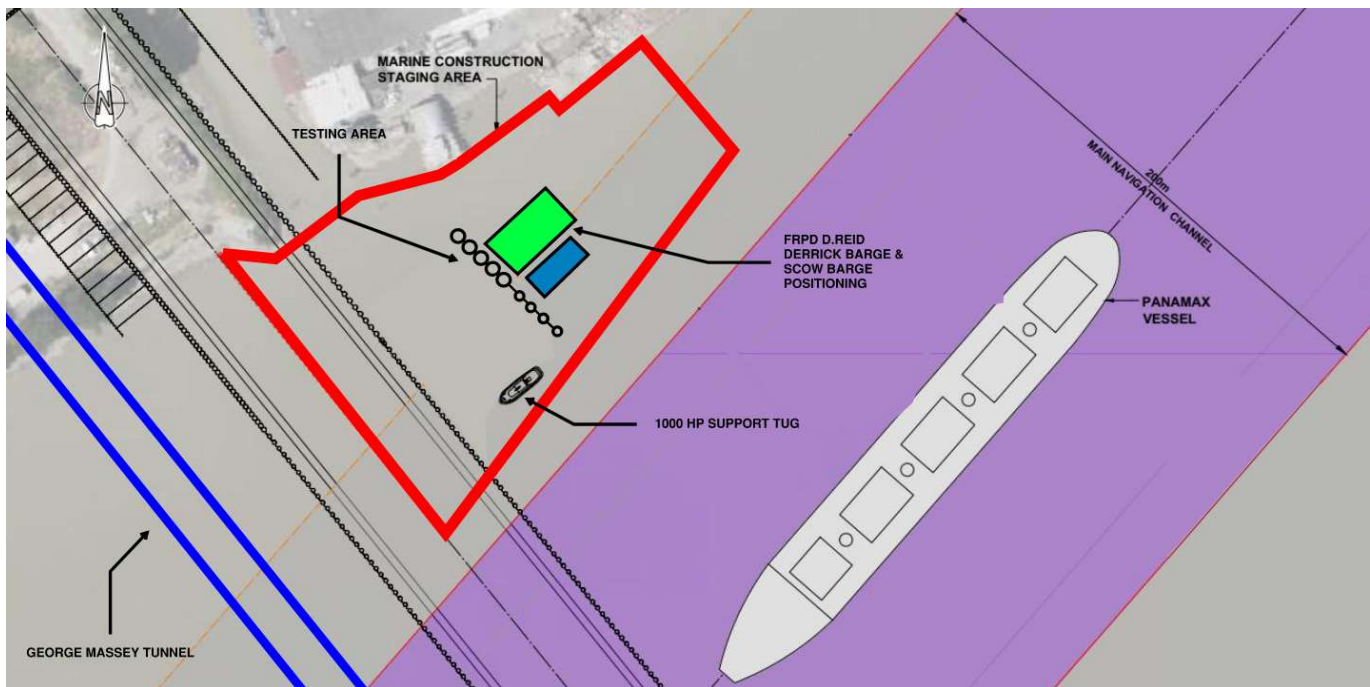 MARINE CONSTRUCTION
STAGING AREA
N
TESTING AREA
200m
MAIN NAVIGATION CHANNEL
FRPD D.REID
DERRICK BARGE &
SCOW BARGE
POSITIONING
PANAMAX
VESSEL
1000 HP SUPPORT TUG
GEORGE MASSEY TUNNEL